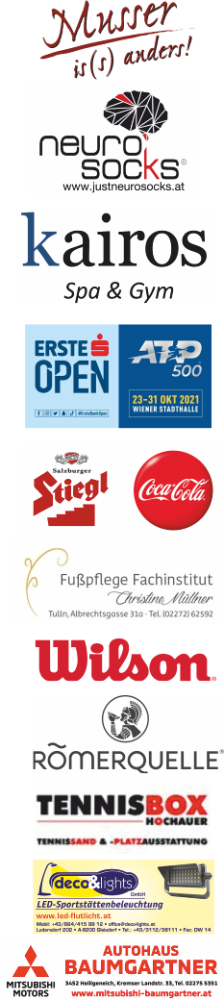 Musser
is(s) anders!
neuro
socks®
www.justneurosocks.at
kairos
Spa & Gym
ERSTE
OPEN
#ErsteBankOpen
ATP
500
23–31 OKT 2021
WIENER STADTHALLE
Salzburger
Stiegl
Coca-Cola
Fußpflege Fachinstitut
Christine Müllner
Tulln, Albrechtsgasse 31a · Tel. (02272) 62592
Wilson®
RÖMERQUELLE®
TENNISBOX
HOCHAUER
TENNISSAND & -PLATZAUSSTATTUNG
deco&lights
GmbH
LED-Sportstättenbeleuchtung
www.led-flutlicht.at
Mobil: +43/664/415 99 12 • office@deco-lights.at
Ludersdorf 202 • A-8200 Gleisdorf • Tel.: +43/3112/38111 • Fax: DW 14
MITSUBISHI
MOTORS
AUTOHAUS
BAUMGARTNER
3452 Heiligeneich, Kremser Landstr. 33, Tel. 02275 5351
www.mitsubishi-baumgartner.at